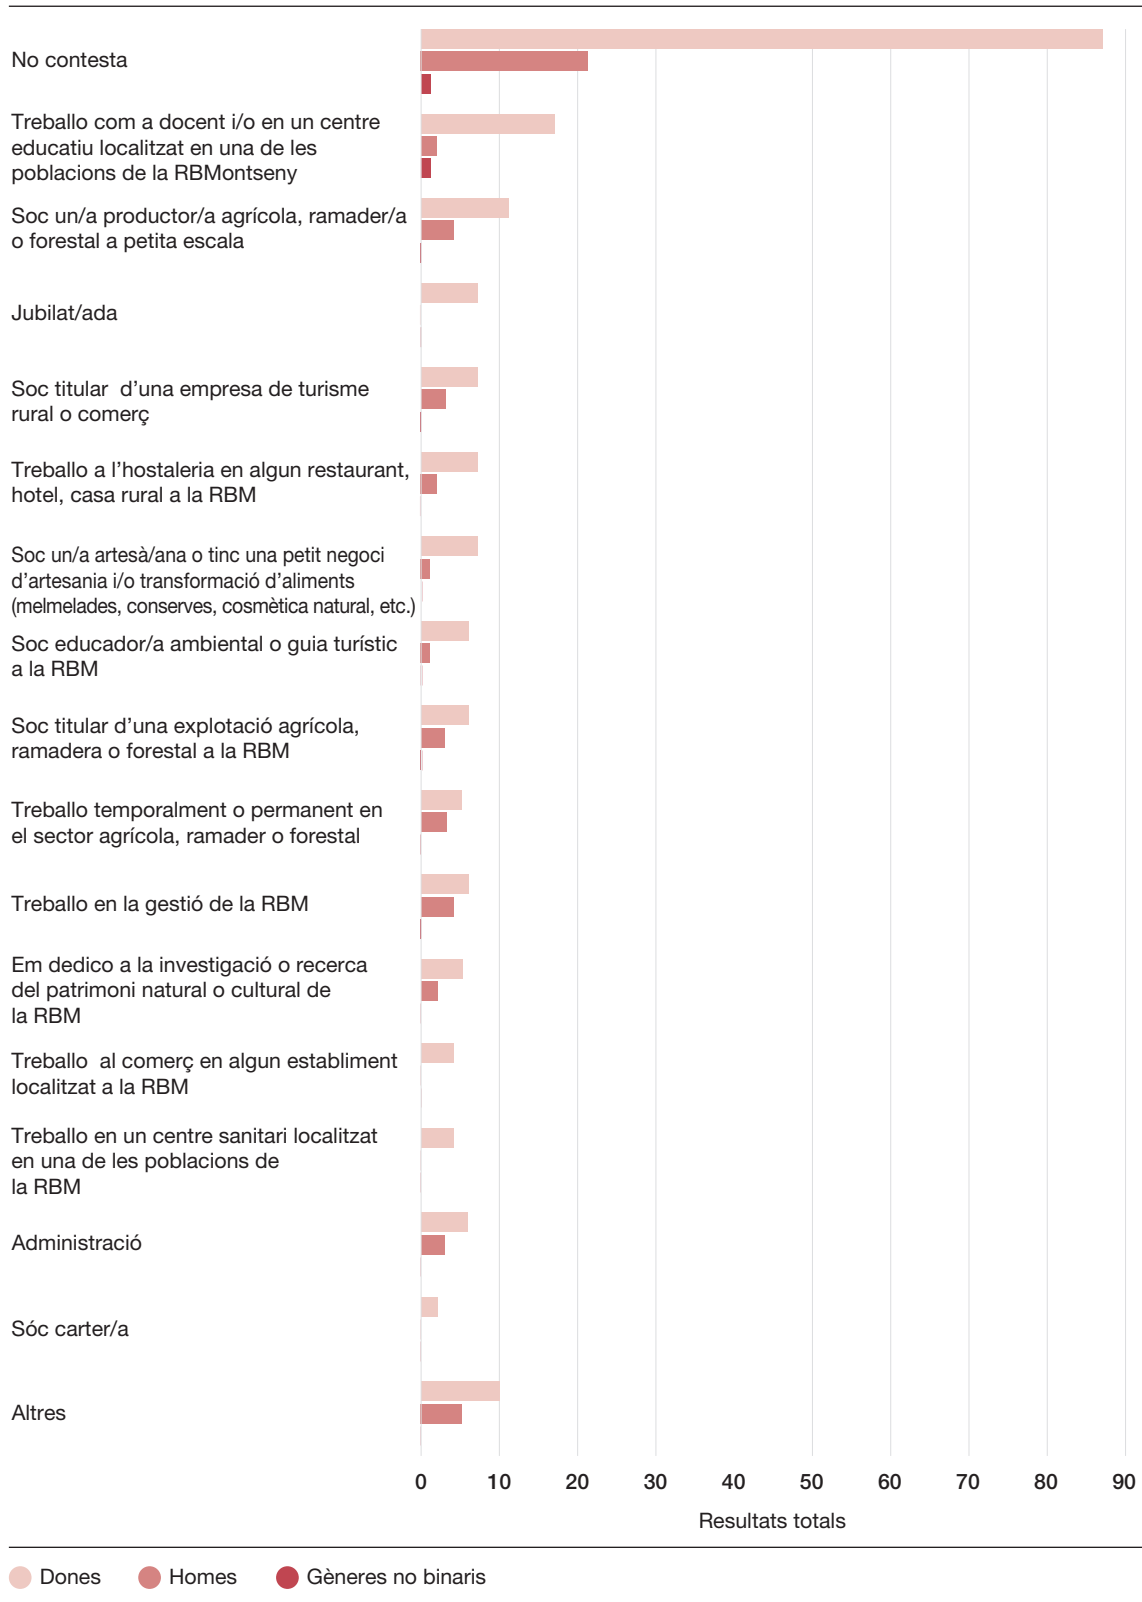 No contesta
Treballo com a docent i/o en un centre
educatiu localitzat en una de les
poblacions de la RBMontseny
Soc un/a productor/a agrícola, ramader/a
o forestal a petita escala
Jubilat/ada
Soc titular  d’una empresa de turisme
rural o comerç
Treballo a l’hostaleria en algun restaurant,
hotel, casa rural a la RBM
Soc un/a artesà/ana o tinc una petit negoci
d’artesania i/o transformació d’aliments
(melmelades, conserves, cosmètica natural, etc.)
Soc educador/a ambiental o guia turístic
a la RBM
Soc titular d’una explotació agrícola,
ramadera o forestal a la RBM
Treballo temporalment o permanent en
el sector agrícola, ramader o forestal
Treballo en la gestió de la RBM
Em dedico a la investigació o recerca
del patrimoni natural o cultural de
la RBM
Treballo  al comerç en algun establiment
localitzat a la RBM
Treballo en un centre sanitari localitzat
en una de les poblacions de
la RBM
Administració
Sóc carter/a
Altres
0 10 20 30 40 50 60 70 80 90
Resultats totals
Dones Homes Gèneres no binaris